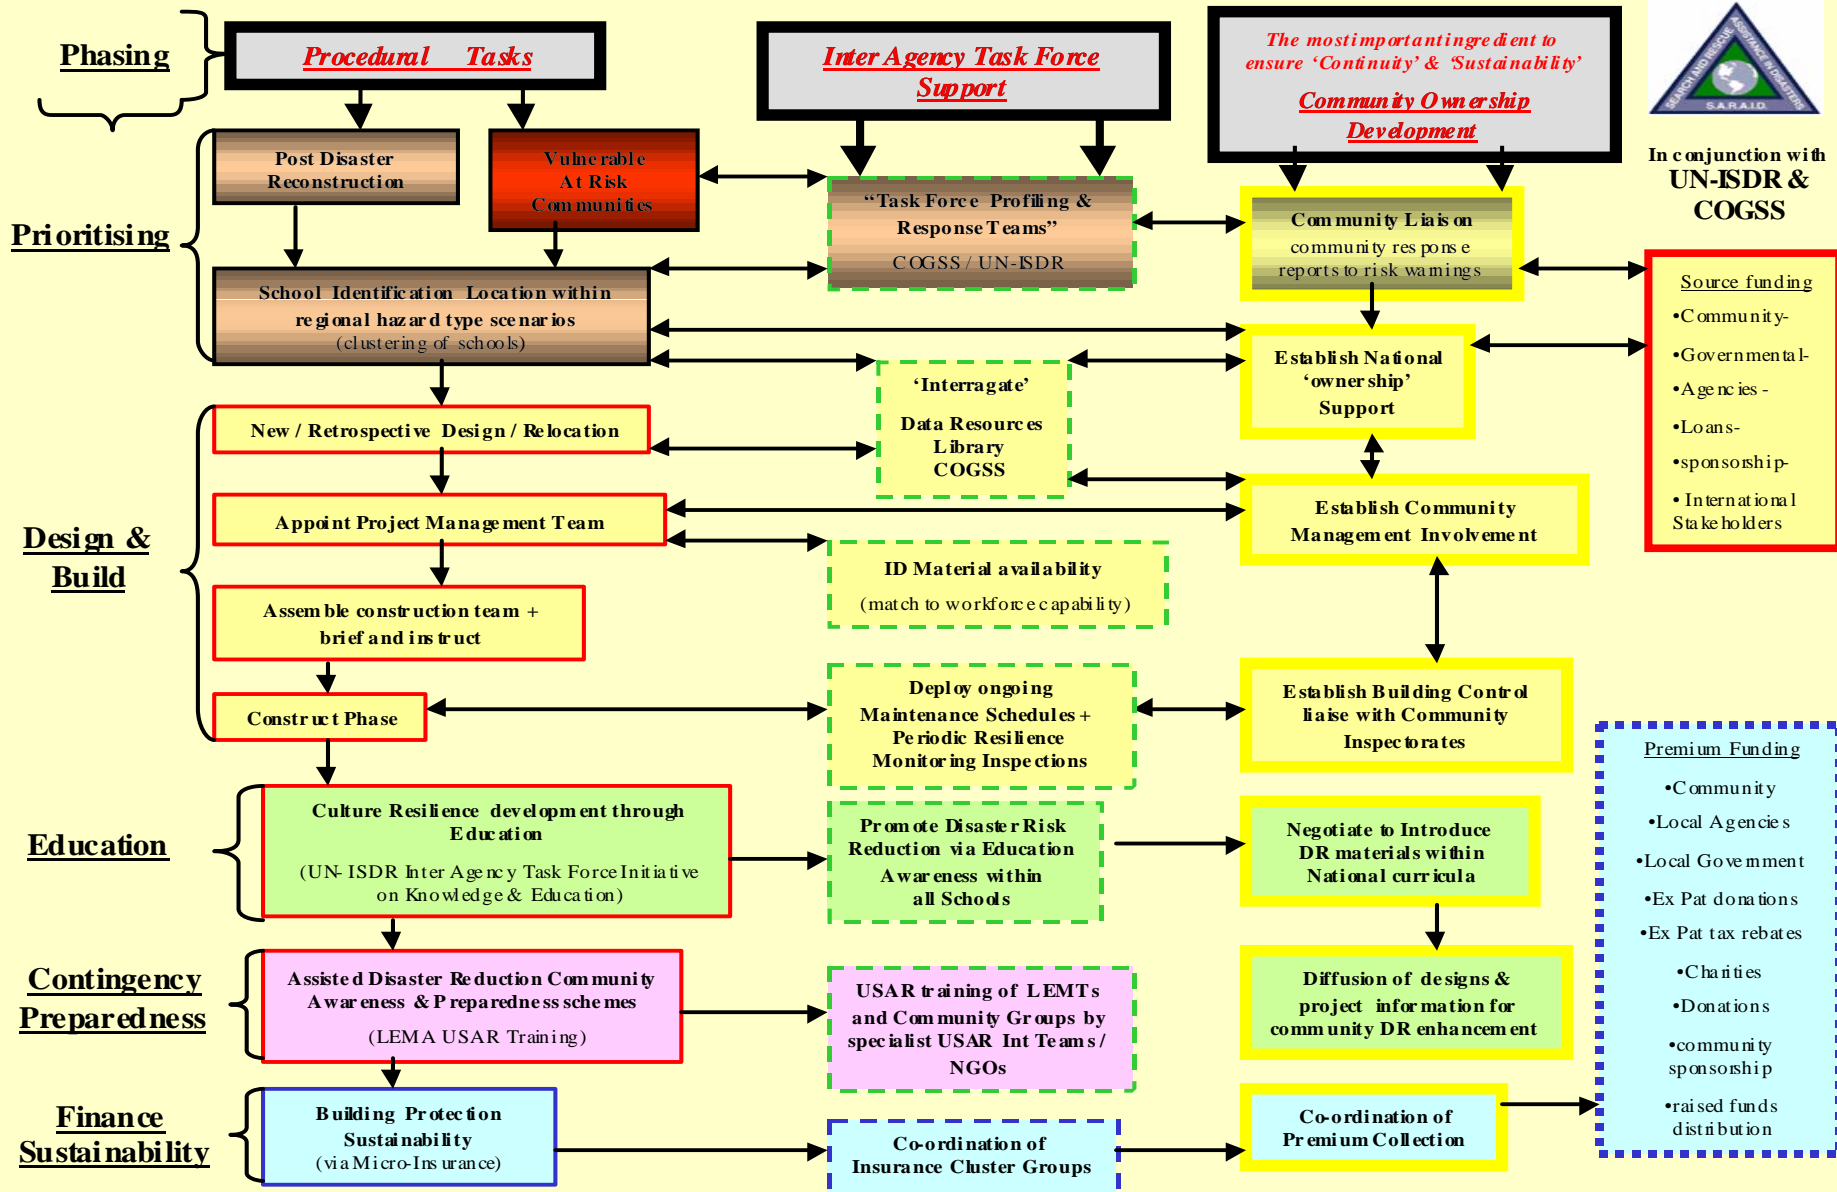 Phasing
Procedural Tasks
Inter Agency Task Force
Support
The most important ingredient to
ensure ‘Continuity’ & ‘Sustainability’
Community Ownership
Development
SEARCH AND RESCUE
ASSISTANCE IN DISASTERS
S.A.R.A.I.D.
In conjunction with
UN-ISDR &
COGSS
Prioritising
Post Disaster
Reconstruction
Vulnerable
At Risk
Communities
“Task Force Profiling &
Response Teams”
COGSS / UN-ISDR
Community Liaison
community response
reports to risk warnings
School Identification Location within
regional hazard type scenarios
(clustering of schools)
Establish National
‘ownership’
Support
Source funding
•Community-
•Governmental-
•Agencies -
•Loans-
•sponsorship-
• International
Stakeholders
‘Interragate’
Data Resources
Library
COGSS
Design &
Build
New / Retrospective Design / Relocation
Appoint Project Management Team
Establish Community
Management Involvement
ID Material availability
(match to workforce capability)
Assemble construction team +
brief and instruct
Construct Phase
Deploy ongoing
Maintenance Schedules +
Periodic Resilience
Monitoring Inspections
Establish Building Control
liaise with Community
Inspectorates
Education
Culture Resilience development through
Education
(UN- ISDR Inter Agency Task Force Initiative
on Knowledge & Education)
Promote Disaster Risk
Reduction via Education
Awareness within
all Schools
Negotiate to Introduce
DR materials within
National curricula
Contingency
Preparedness
Assisted Disaster Reduction Community
Awareness & Preparedness schemes
(LEMA USAR Training)
USAR training of LEMTs
and Community Groups by
specialist USAR Int Teams /
NGOs
Diffusion of designs &
project information for
community DR enhancement
Finance
Sustainability
Building Protection
Sustainability
(via Micro-Insurance)
Co-ordination of
Insurance Cluster Groups
Co-ordination of
Premium Collection
Premium Funding
•Community
•Local Agencies
•Local Government
•Ex Pat donations
•Ex Pat tax rebates
•Charities
•Donations
•community
sponsorship
•raised funds
distribution